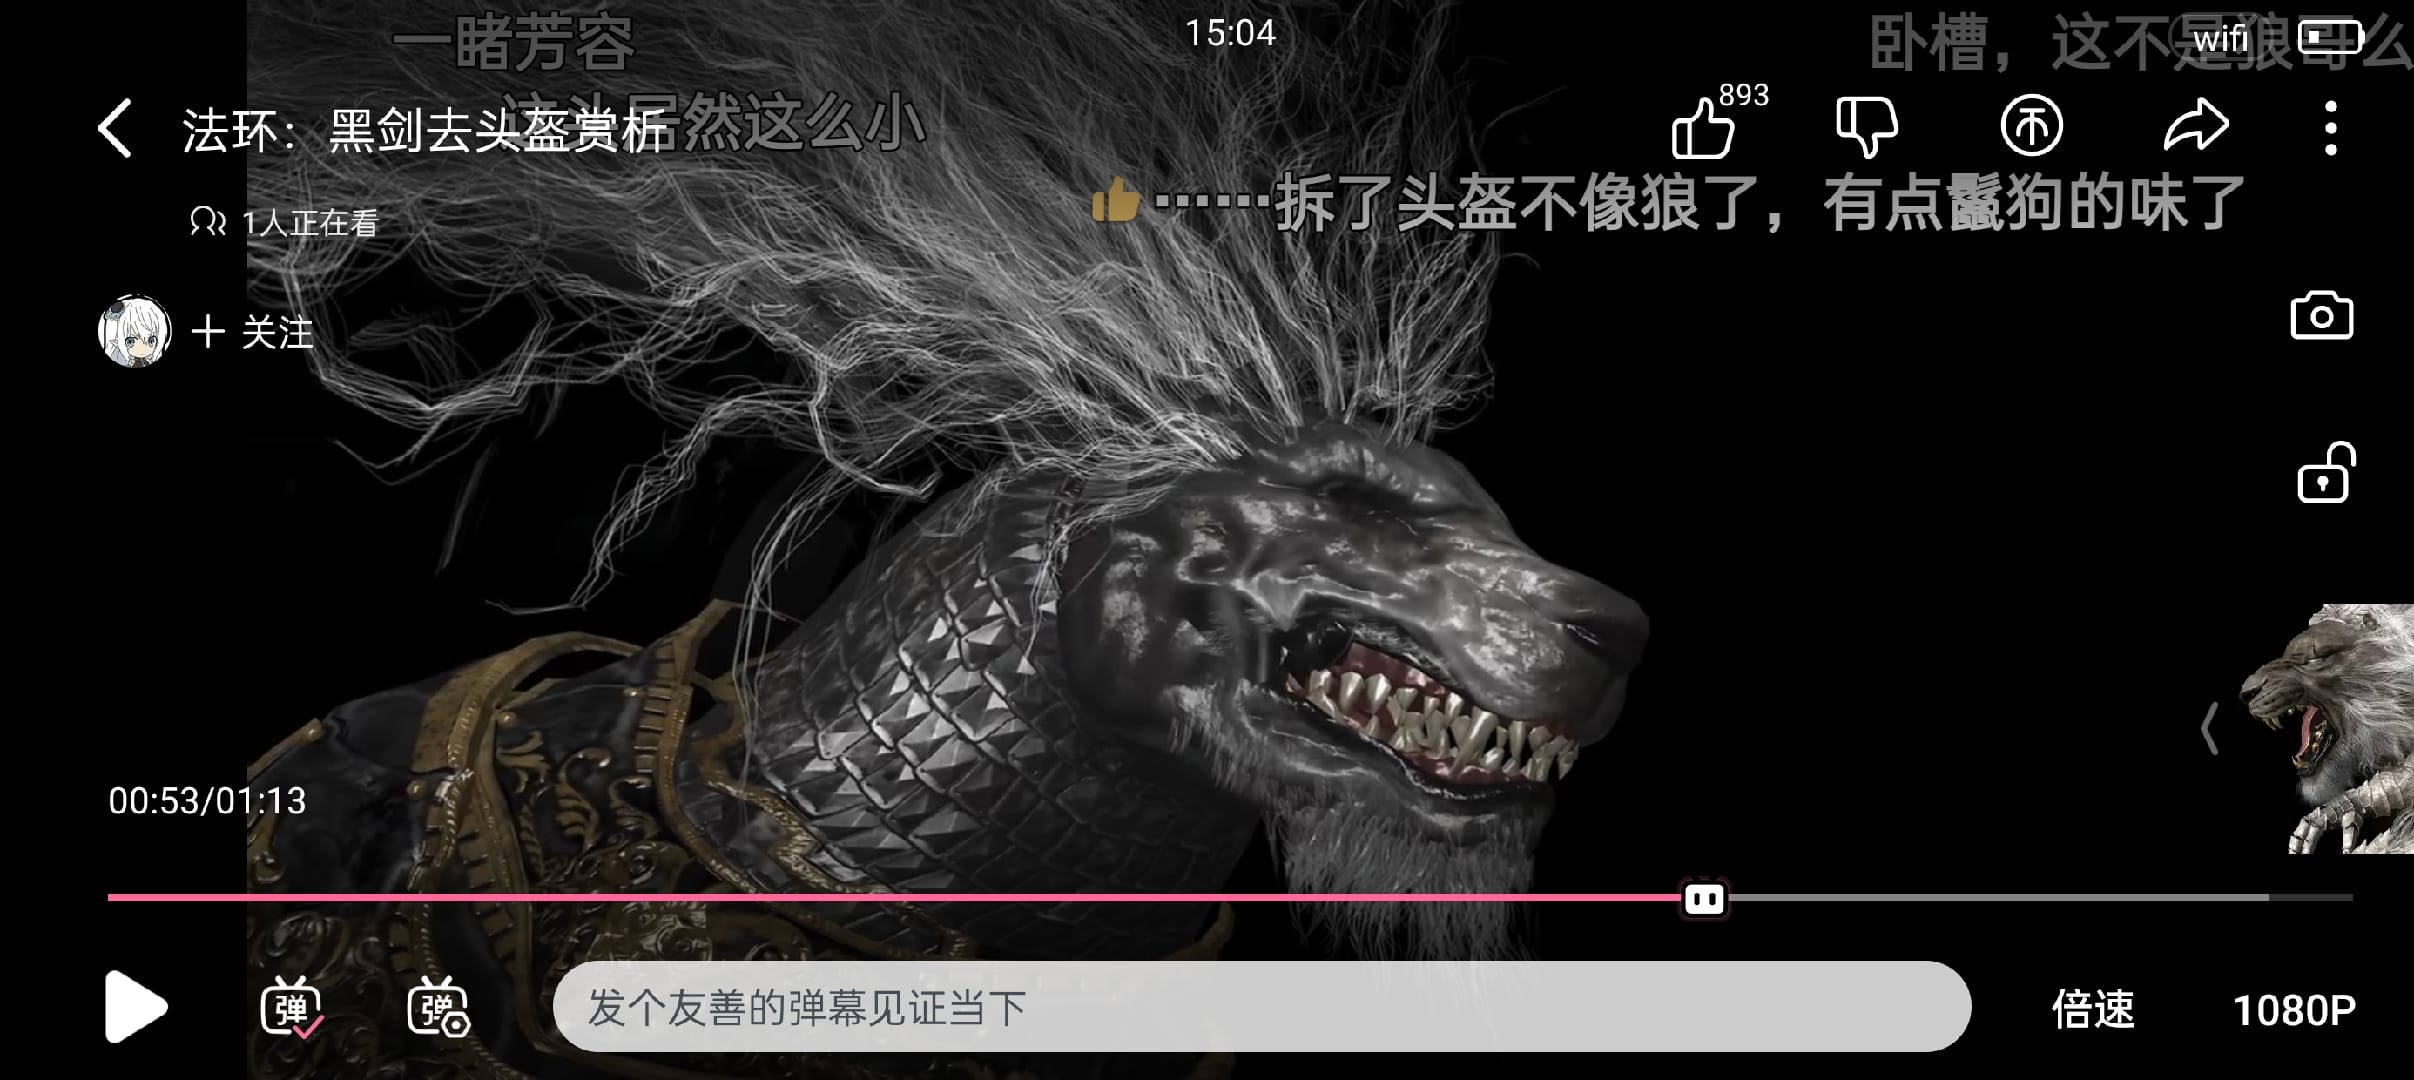 一睹芳容
15:04
卧槽，这不是狼哥么
wifi
法环：黑剑去头盔赏析
这头居然这么小
893
······拆了头盔不像狼了，有点鬣狗的味了
1人正在看
+ 关注
00:53/01:13
弹
弹
发个友善的弹幕见证当下
倍速
1080P